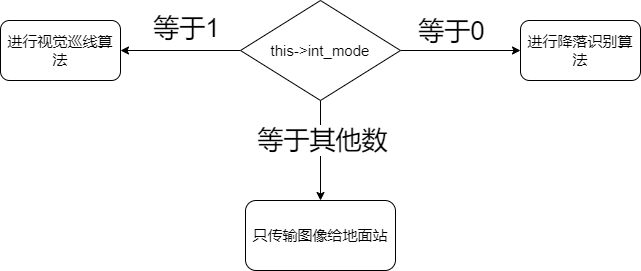 等于1
等于0
进行视觉巡线算
法
this->int_mode
进行降落识别算
法
等于其他数
只传输图像给地面站